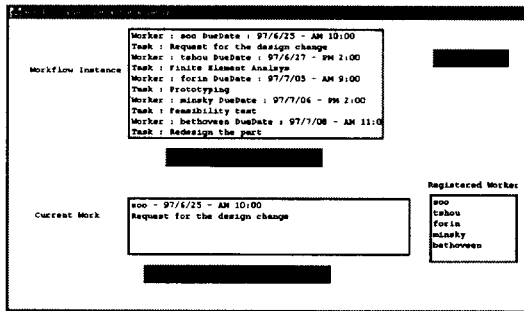 Worker : soo DueDate : 97/6/25 - AM 10:00
Task : Request for the design change
Worker : tshou DueDate : 97/6/27 - PM 2:00
Workflow Instance
Task : Finite Element Analsys
Worker : forin DueDate : 97/7/05 - AM 9:00
Task : Prototyping
Worker : minsky DueDate : 97/7/06 - PM 2:00
Task : Feasibility test
Worker : bethoveen DueDate : 97/7/08 - AM 11:0
Task : Redesign the part
Registered Worker
Current Work
soo - 97/6/25 - AM 10:00
Request for the design change
soo
tshou
forin
minsky
bethoveen